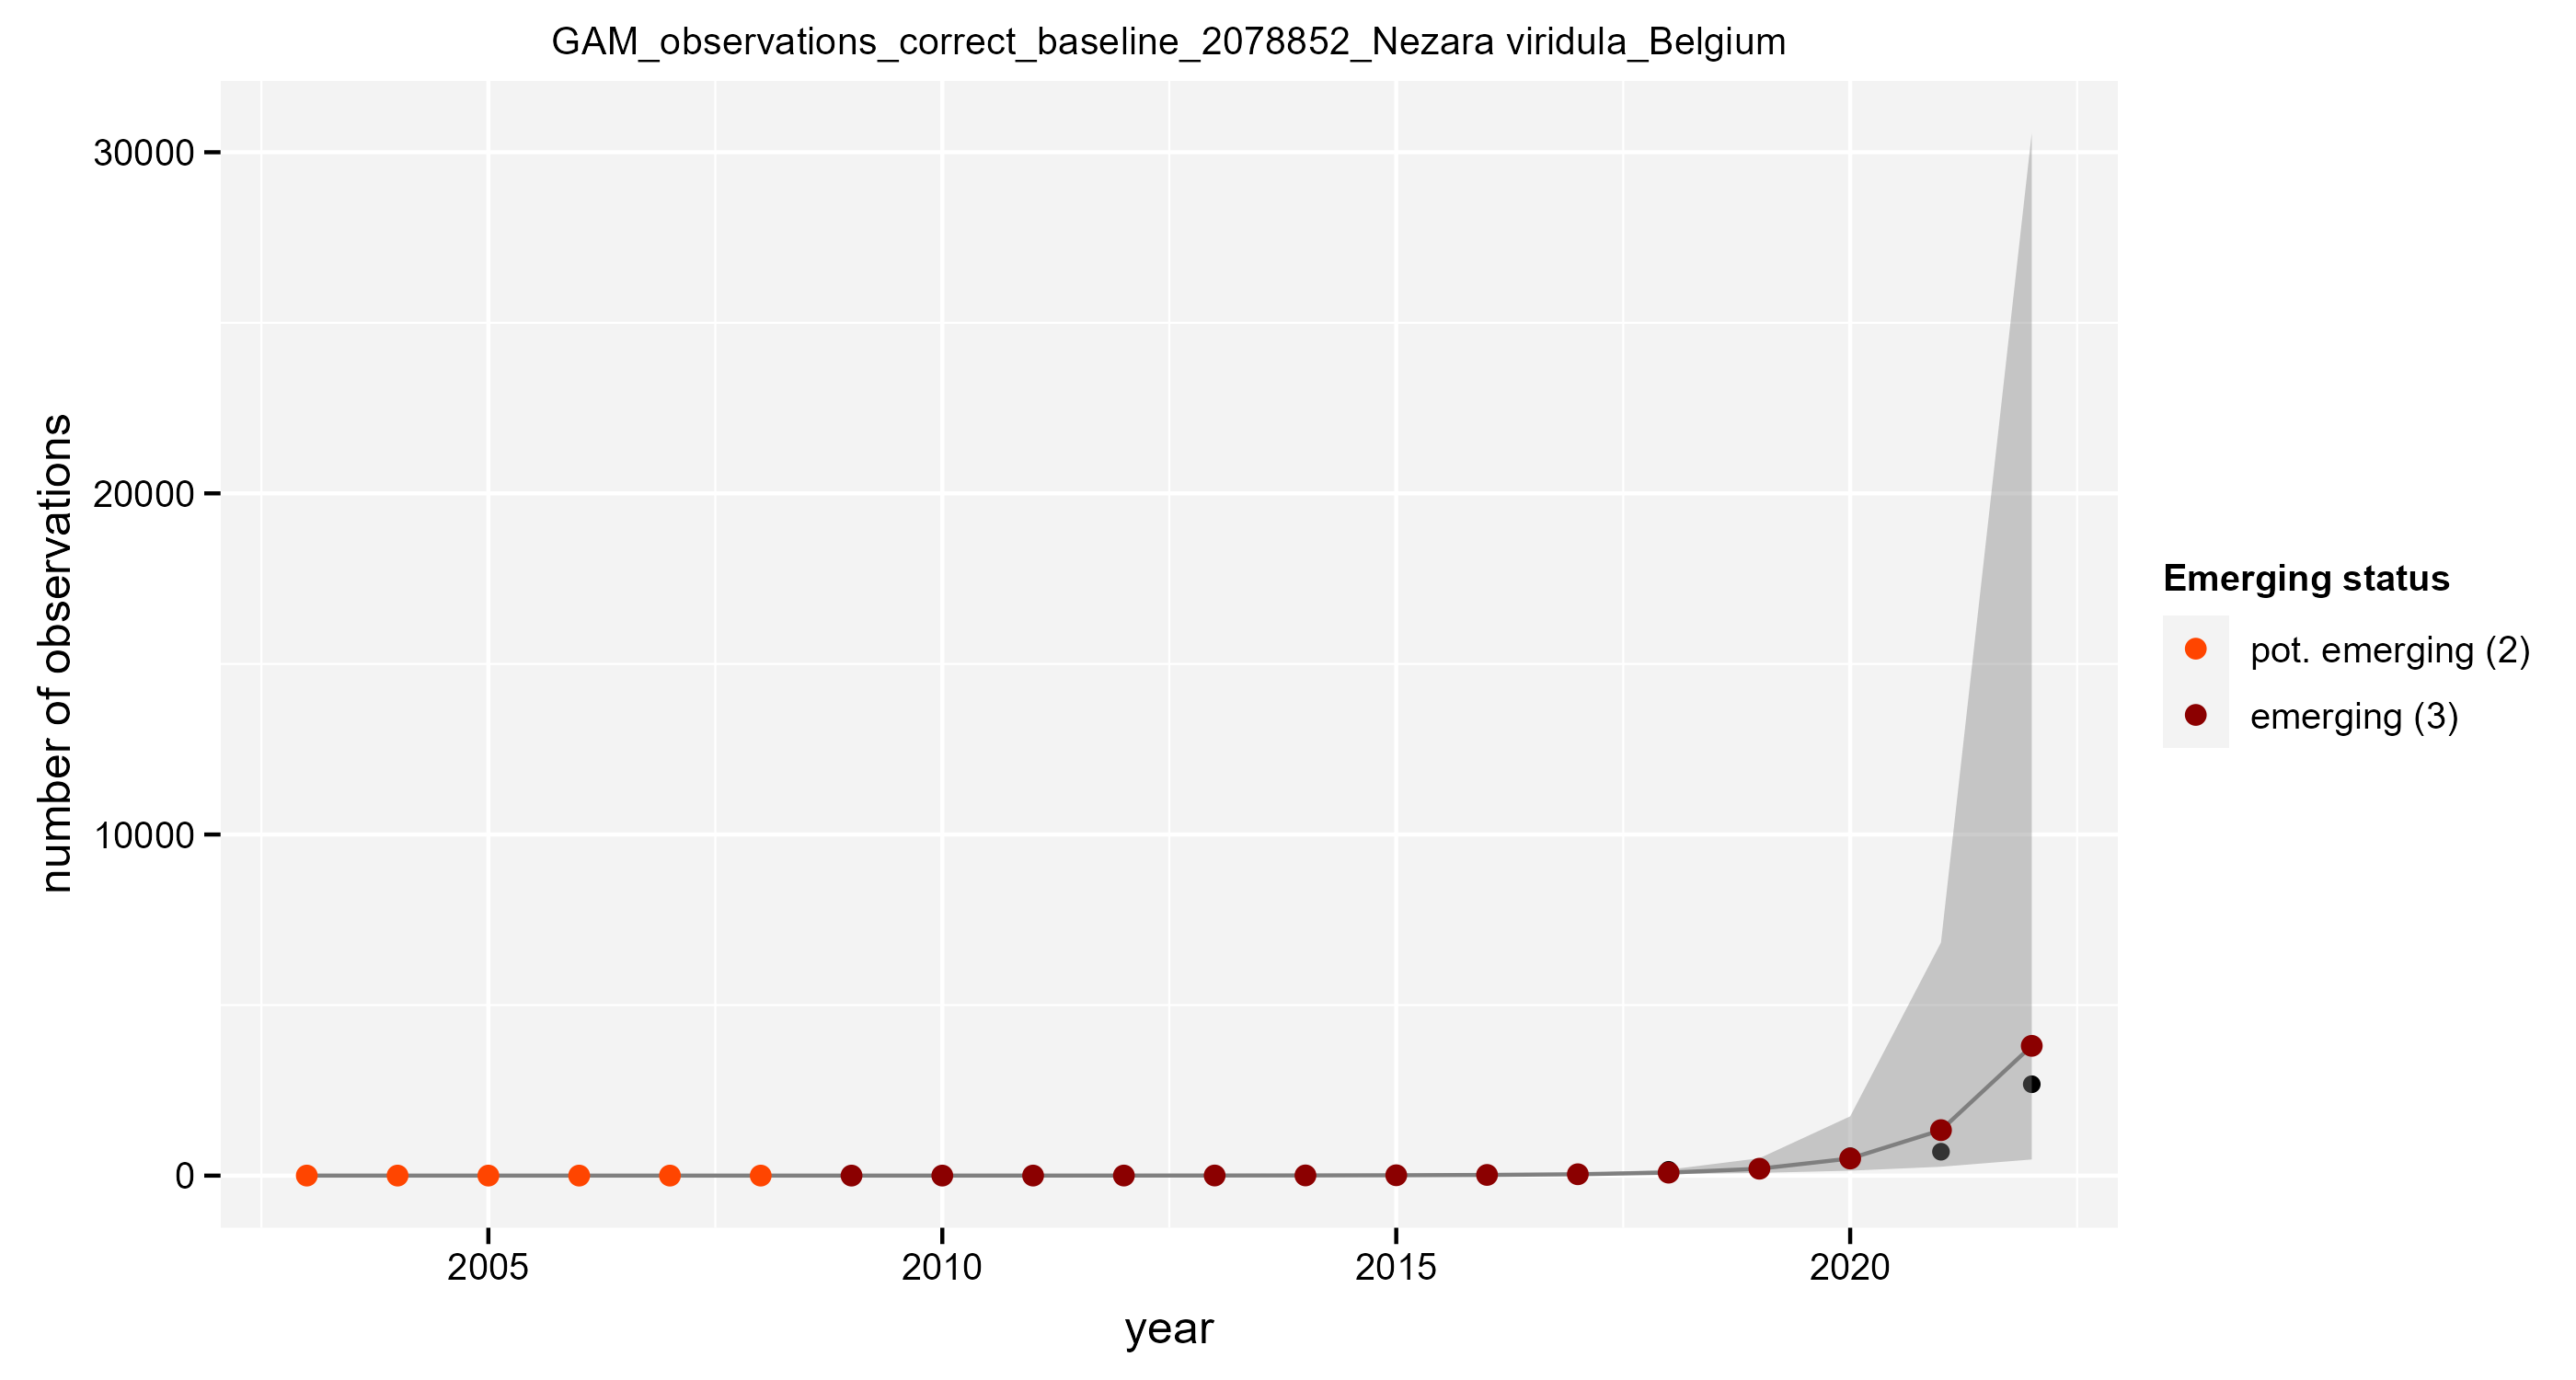 GAM_observations_correct_baseline_2078852_Nezara viridula_Belgium
number of observations
30000
20000
10000
0
2005 2010 2015 2020
year
Emerging status
pot. emerging (2)
emerging (3)